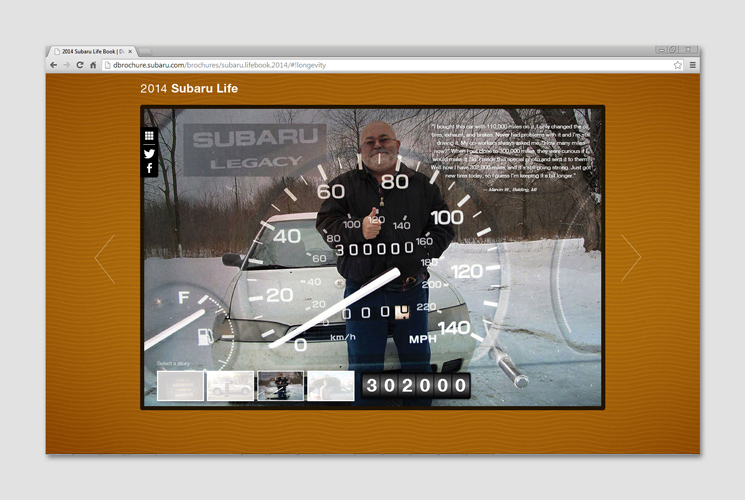 2014 Subaru Life Book | D
dbrochure.subaru.com/brochures/subaru.lifebook.2014/#!longevity
2014 Subaru Life
SUBARU
LEGACY
"I bought this car with 110,000 miles on it. I only changed the oil,
tires, exhaust, and brakes. Never had problems with it and I'm still
driving it. My co-workers always asked me, "How many miles
now?" When I got close to 300,000 miles, they were curious if it
would make it. So I made this special photo and sent it to them.
Well now I have 302,000 miles, and it's still going strong. Just got
new tires today, so I guess I'm keeping it a bit longer."
— Marvin W., Belding, MI
60 80
100 120 140
100
40 80 160
60 300000
180 120
F 20 40 200
20 000 220
0 km/h MPH 140
Select a story
302000